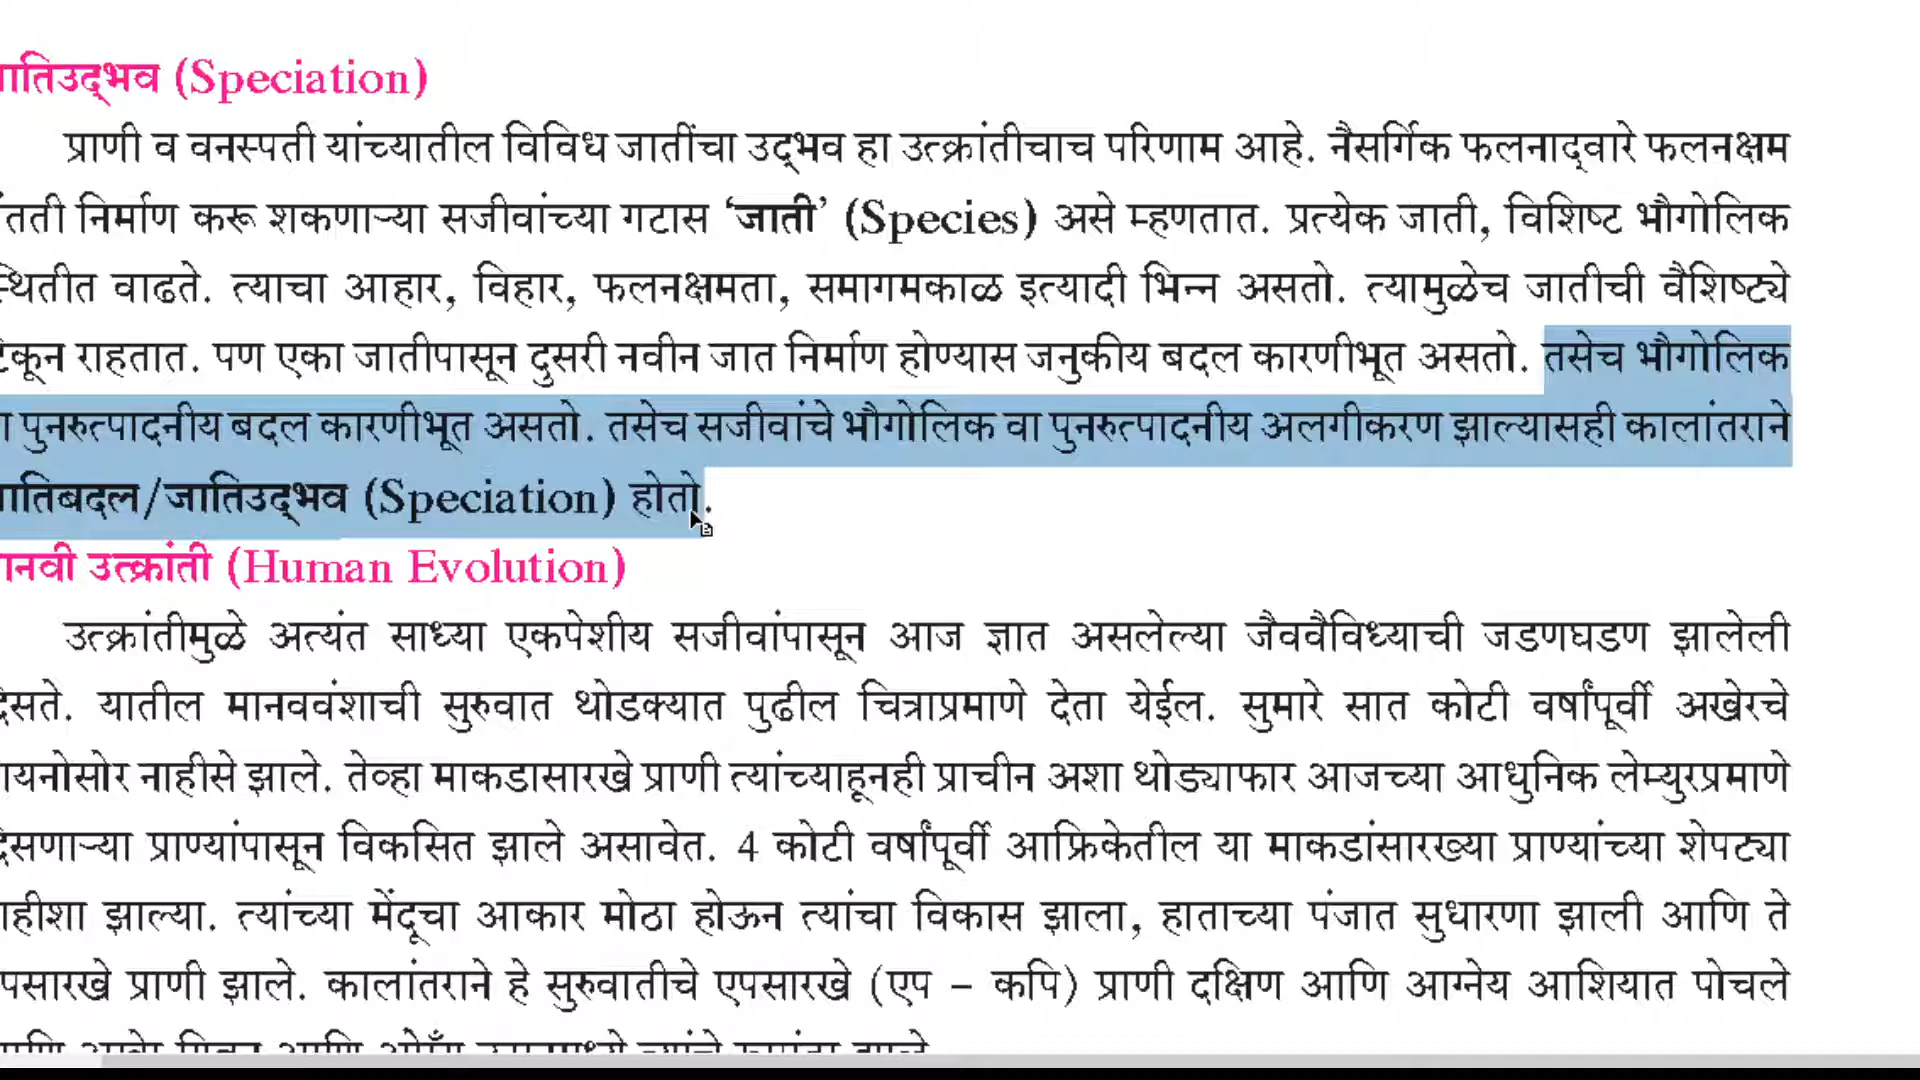 ातिउद्भव (Speciation)
प्राणी व वनस्पती यांच्यातील विविध जातींचा उद्भव हा उत्क्रांतीचाच परिणाम आहे. नैसर्गिक फलनाद्वारे फलनक्षम
ंतती निर्माण करू शकणाऱ्या सजीवांच्या गटास ‘जाती’ (Species) असे म्हणतात. प्रत्येक जाती, विशिष्ट भौगोलिक
स्थितीत वाढते. त्याचा आहार, विहार, फलनक्षमता, समागमकाळ इत्यादी भिन्न असतो. त्यामुळेच जातीची वैशिष्ट्ये
टिकून राहतात. पण एका जातीपासून दुसरी नवीन जात निर्माण होण्यास जनुकीय बदल कारणीभूत असतो. तसेच भौगोलिक
ा पुनरुत्पादनीय बदल कारणीभूत असतो. तसेच सजीवांचे भौगोलिक वा पुनरुत्पादनीय अलगीकरण झाल्यासही कालांतराने
ातिबदल/जातिउद्भव (Speciation) होतो.
ानवी उत्क्रांती (Human Evolution)
उत्क्रांतीमुळे अत्यंत साध्या एकपेशीय सजीवांपासून आज ज्ञात असलेल्या जैववैविध्याची जडणघडण झालेली
दिसते. यातील मानववंशाची सुरुवात थोडक्यात पुढील चित्राप्रमाणे देता येईल. सुमारे सात कोटी वर्षांपूर्वी अखेरचे
ायनोसोर नाहीसे झाले. तेव्हा माकडासारखे प्राणी त्यांच्याहूनही प्राचीन अशा थोड्याफार आजच्या आधुनिक लेम्युरप्रमाणे
दिसणाऱ्या प्राण्यांपासून विकसित झाले असावेत. 4 कोटी वर्षांपूर्वी आफ्रिकेतील या माकडांसारख्या प्राण्यांच्या शेपट्या
ाहीशा झाल्या. त्यांच्या मेंदूचा आकार मोठा होऊन त्यांचा विकास झाला, हाताच्या पंजात सुधारणा झाली आणि ते
पसारखे प्राणी झाले. कालांतराने हे सुरुवातीचे एपसारखे (एप – कपि) प्राणी दक्षिण आणि आग्नेय आशियात पोचले